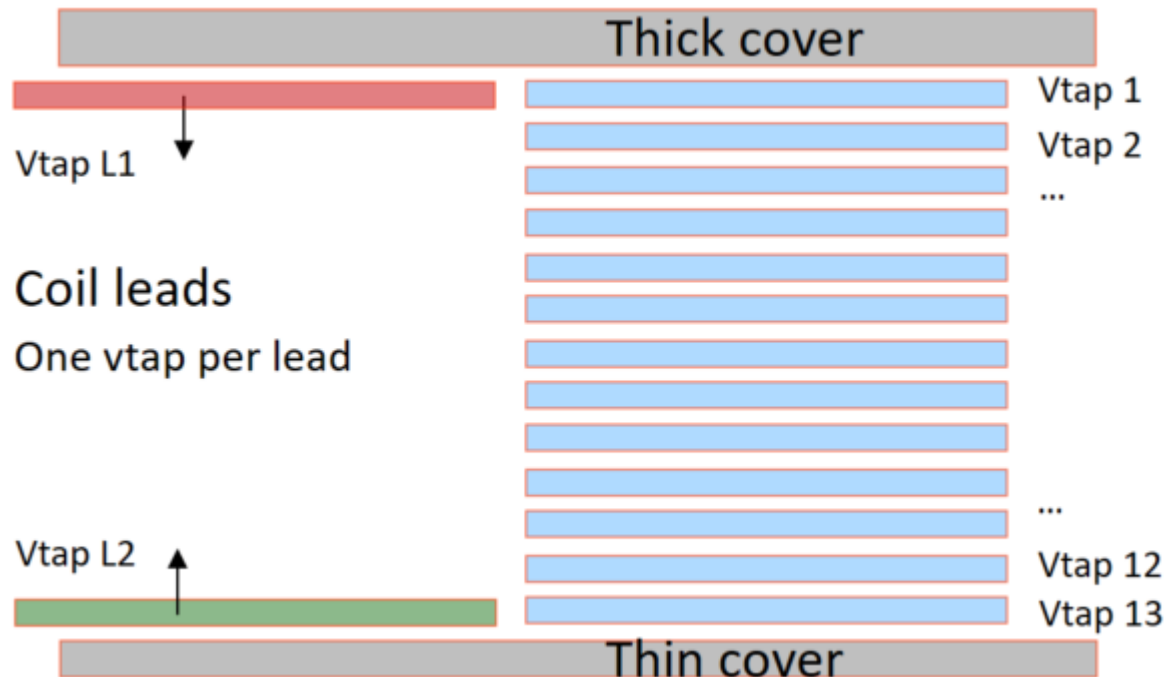 Thick cover
Vtap 1
Vtap L1
Vtap 2
...
Coil leads
One vtap per lead
...
Vtap L2
Vtap 12
Vtap 13
Thin cover